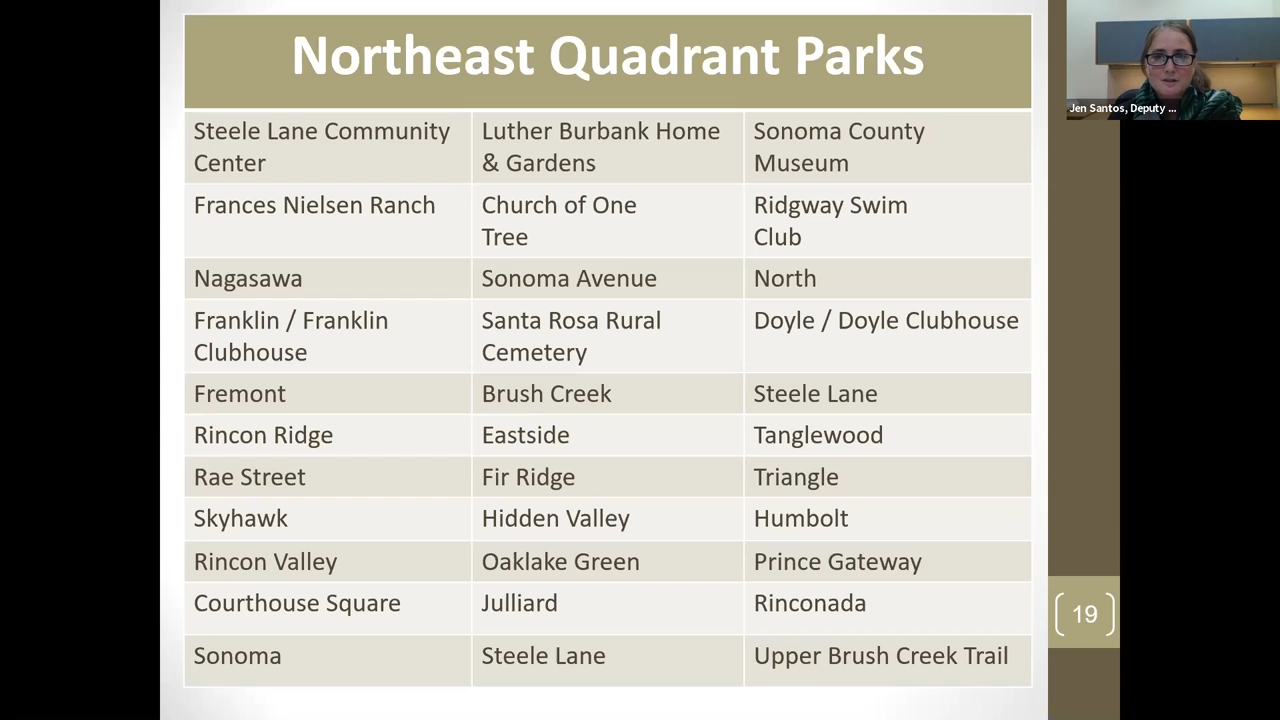 Northeast Quadrant Parks
Jen Santos, Deputy ...
Steele Lane Community
Center
Luther Burbank Home
& Gardens
Sonoma County
Museum
Frances Nielsen Ranch
Church of One
Tree
Ridgway Swim
Club
Nagasawa
Sonoma Avenue
North
Franklin / Franklin
Clubhouse
Santa Rosa Rural
Cemetery
Doyle / Doyle Clubhouse
Fremont
Brush Creek
Steele Lane
Rincon Ridge
Eastside
Tanglewood
Rae Street
Fir Ridge
Triangle
Skyhawk
Hidden Valley
Humbolt
Rincon Valley
Oaklake Green
Prince Gateway
Courthouse Square
Julliard
Rinconada
Sonoma
Steele Lane
Upper Brush Creek Trail
19